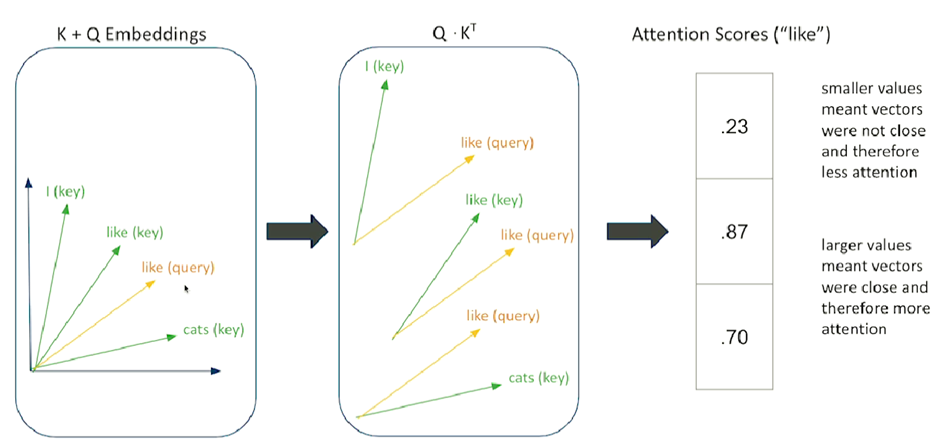 K + Q Embeddings
I (key)
like (key)
like (query)
cats (key)
Q · Kᵀ
I (key)
like (query)
like (key)
like (query)
like (query)
cats (key)
Attention Scores (“like”)
.23
.87
.70
smaller values
meant vectors
were not close
and therefore
less attention
larger values
meant vectors
were close and
therefore more
attention